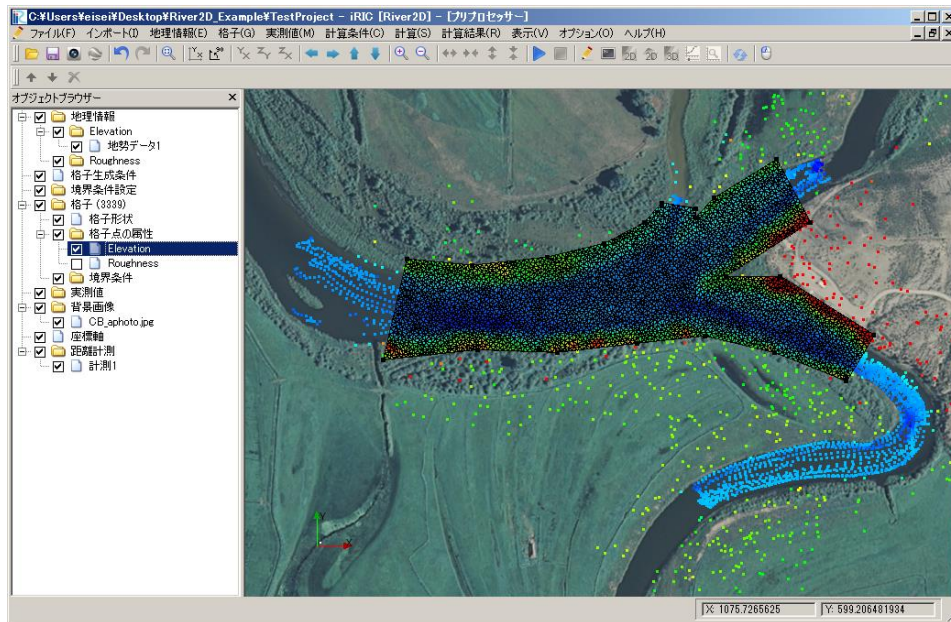 C:¥Users¥eisei¥Desktop¥River2D_Example¥TestProject - iRIC [River2D] - [プリプロセッサー]
ファイル(F) インポート(I) 地理情報(E) 格子(G) 実測値(M) 計算条件(C) 計算(S) 計算結果(R) 表示(V) オプション(O) ヘルプ(H)
オブジェクトブラウザー
地理情報
Elevation
地勢データ1
Roughness
格子生成条件
境界条件設定
格子 (3339)
格子形状
格子点の属性
Elevation
Roughness
境界条件
実測値
背景画像
CB_aphoto.jpg
座標軸
距離計測
計測1
Y
X
X: 1075.7265625 Y: 599.206481934